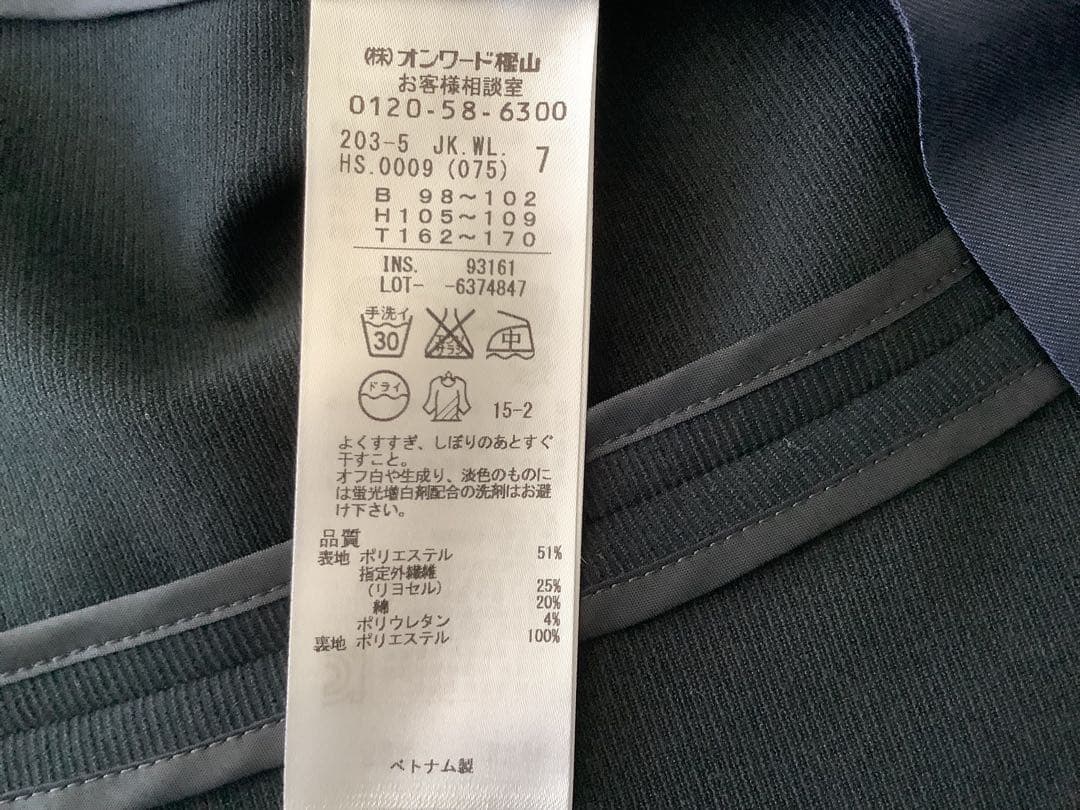 (株)オンワード樫山
お客様相談室
0120-58-6300
203-5 JK.WL. 7
HS.0009 (075)
B 98～102
H105～109
T162～170
INS. 93161
LOT- -6374847
手洗イ
30
エンソ
サラシ
中
ドライ
15-2
よくすすぎ、しぼりのあとすぐ
干すこと。
オフ白や生成り、淡色のものに
は蛍光増白剤配合の洗剤はお避
け下さい。
品質
表地 ポリエステル 51%
指定外繊維
(リヨセル) 25%
綿 20%
ポリウレタン 4%
裏地 ポリエステル 100%
ベトナム製